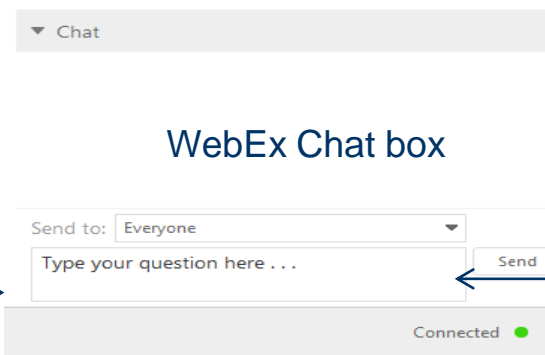 Chat
WebEx Chat box
Send to: Everyone
Type your question here . . .
Send
Connected